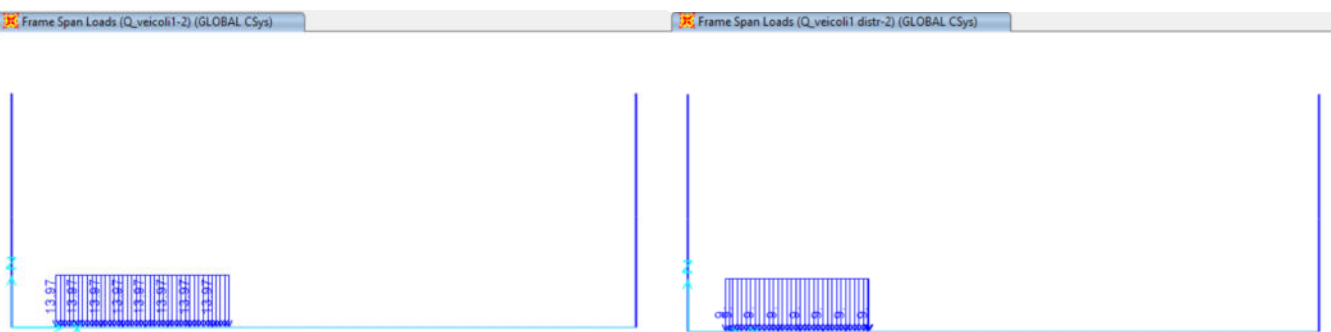 Frame Span Loads (Q_veicoli1-2) (GLOBAL CSys)
Frame Span Loads (Q_veicoli1 distr-2) (GLOBAL CSys)
Z
13.97 13.97 13.97 13.97 13.97 13.97 13.97 13.97
Z
9. 9. 9. 9. 9. 9. 9.